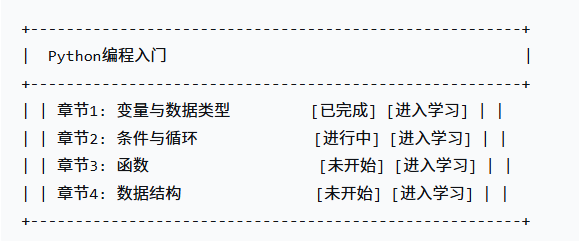 +-------------------------------------------------------+
|  Python编程入门                                        |
+-------------------------------------------------------+
| | 章节1: 变量与数据类型         [已完成] [进入学习] | |
| | 章节2: 条件与循环             [进行中] [进入学习] | |
| | 章节3: 函数                   [未开始] [进入学习] | |
| | 章节4: 数据结构               [未开始] [进入学习] | |
+-------------------------------------------------------+